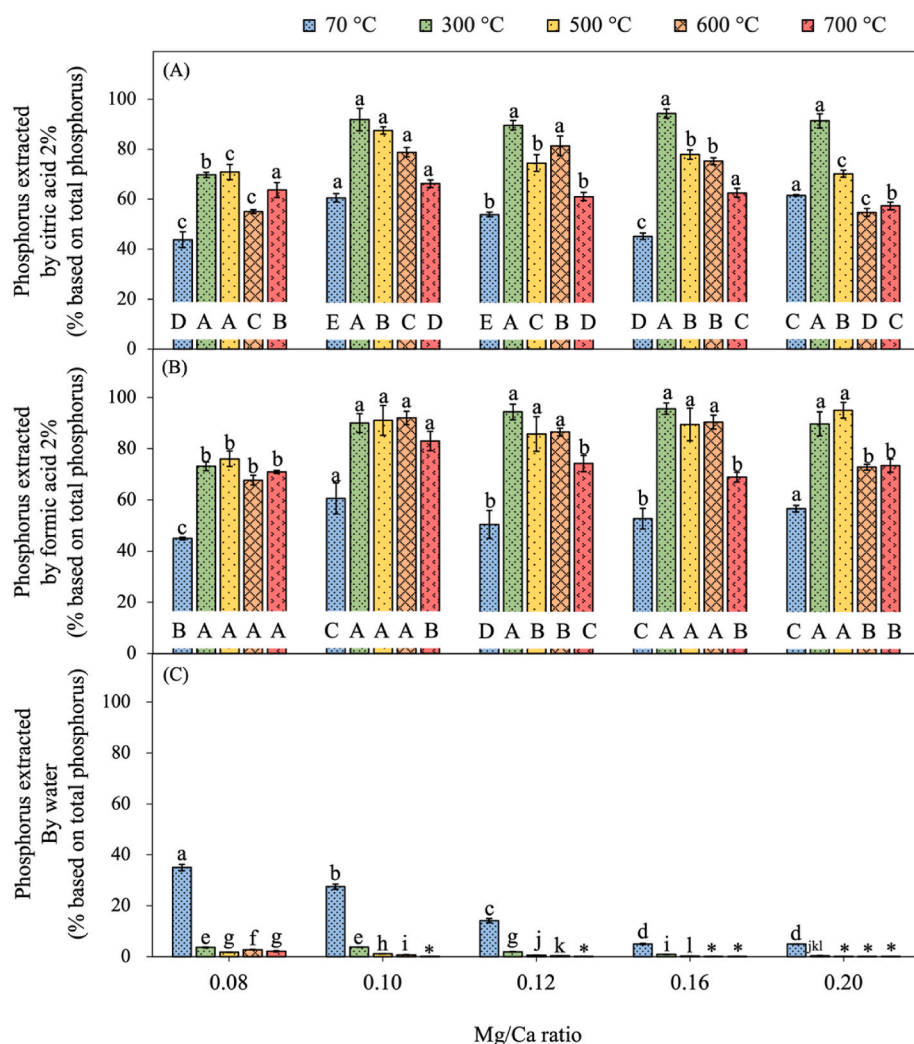 70 °C 300 °C 500 °C 600 °C 700 °C
(A)
Phosphorus extracted
by citric acid 2%
(% based on total phosphorus)
100
80
60
40
20
0
c b c c a
a a a a a
b a b a a
c a b b a
a a c c a
D A A C B
E A B C D
E A C B D
D A B B C
C A B D C
(B)
Phosphorus extracted
by formic acid 2%
(% based on total phosphorus)
100
80
60
40
20
0
c b b b b
a a a a a
b a a a b
b a a a b
a a a b b
B A A A A
C A A A B
D A B B C
C A A A B
C A A B B
(C)
Phosphorus extracted
By water
(% based on total phosphorus)
100
80
60
40
20
0
a e g f g
b e h i *
c g j k *
d i l * *
d jkl * * *
0.08 0.10 0.12 0.16 0.20
Mg/Ca ratio